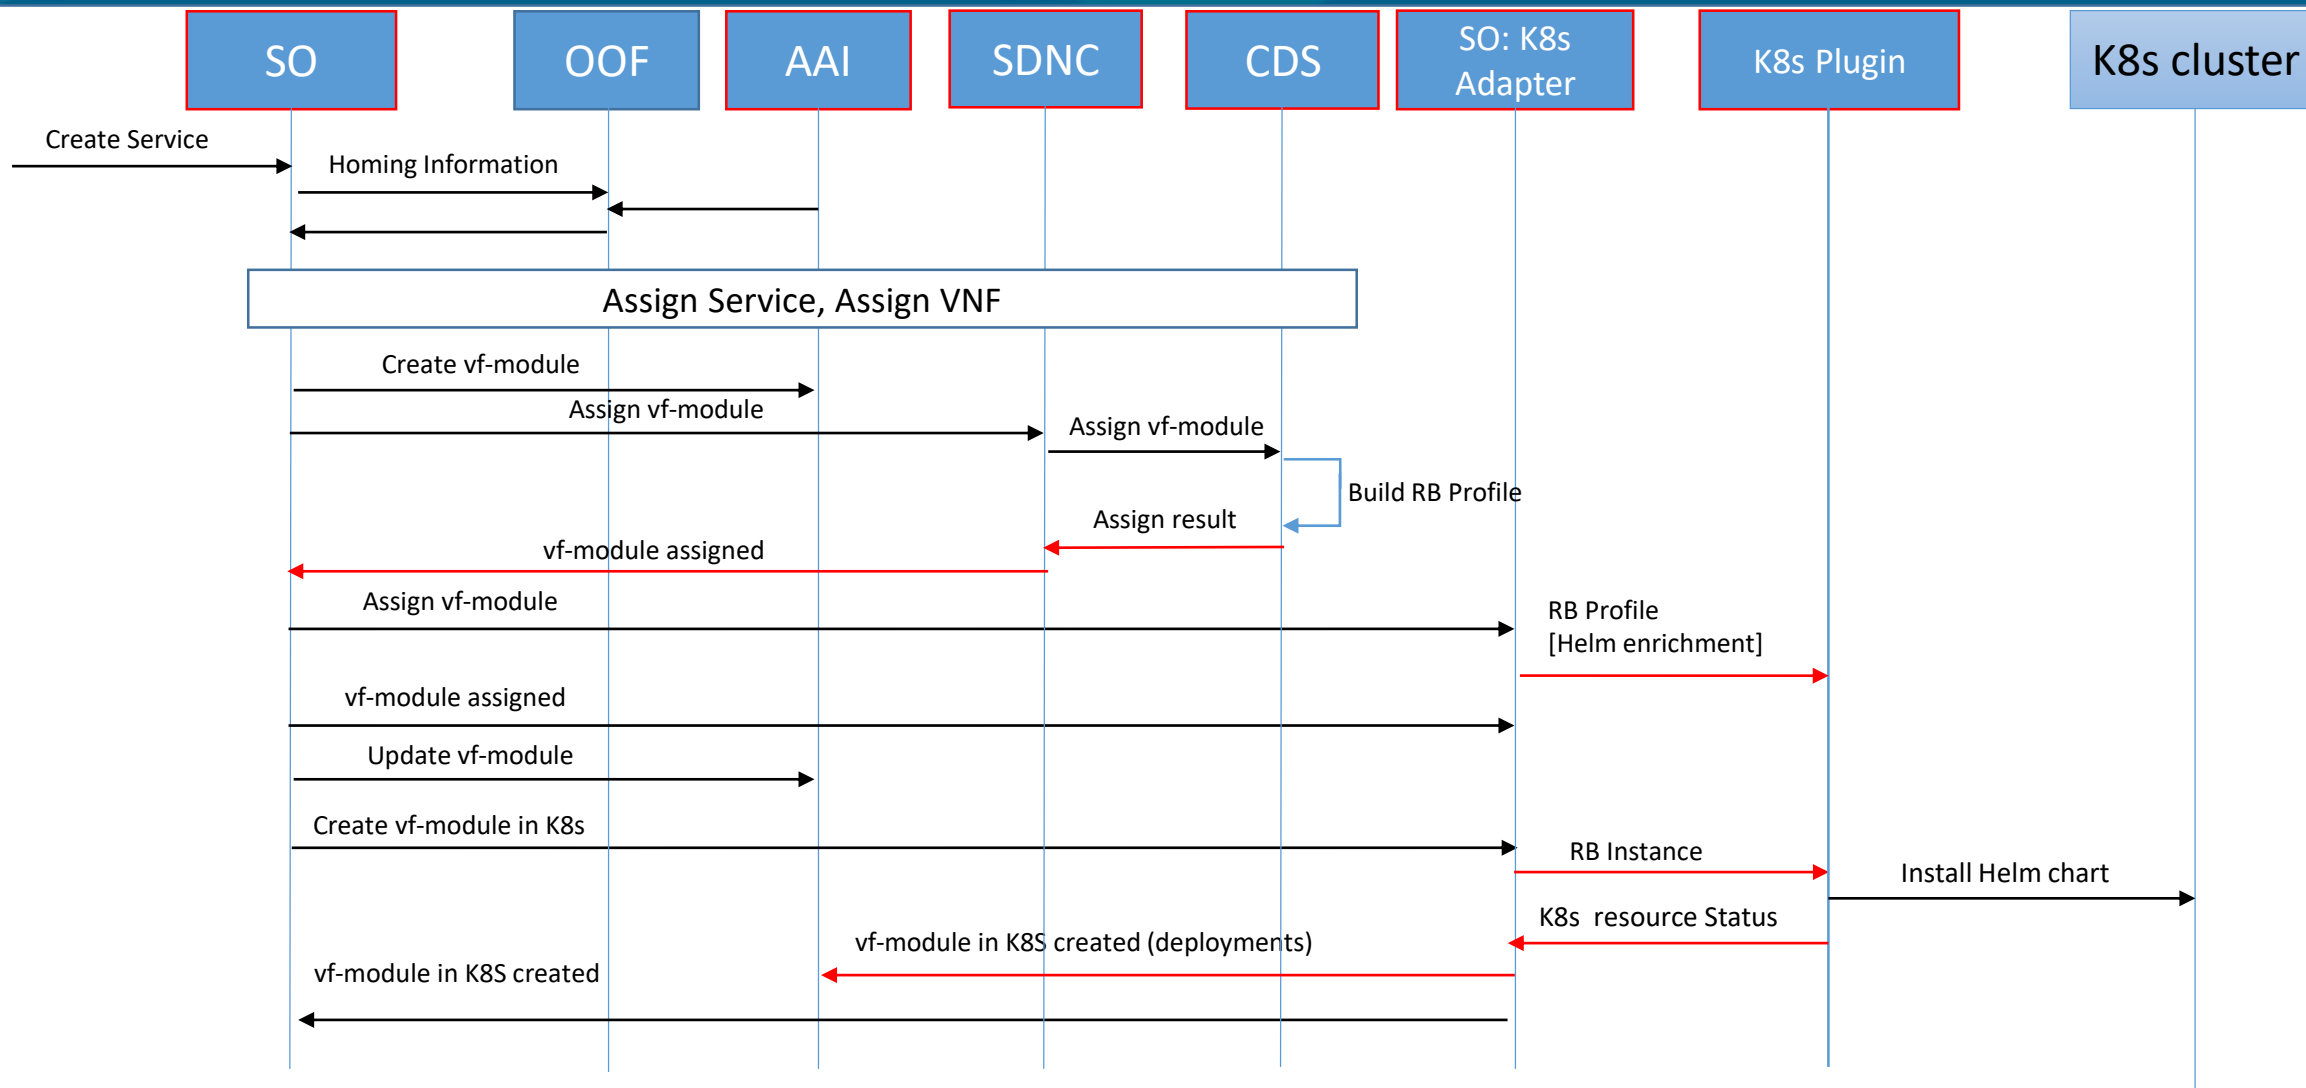 SO
OOF
AAI
SDNC
CDS
SO: K8s
Adapter
K8s Plugin
K8s cluster
Create Service
Homing Information
Assign Service, Assign VNF
Create vf-module
Assign vf-module
Assign vf-module
Build RB Profile
Assign result
vf-module assigned
Assign vf-module
RB Profile
[Helm enrichment]
vf-module assigned
Update vf-module
Create vf-module in K8s
RB Instance
Install Helm chart
K8s  resource Status
vf-module in K8S created (deployments)
vf-module in K8S created